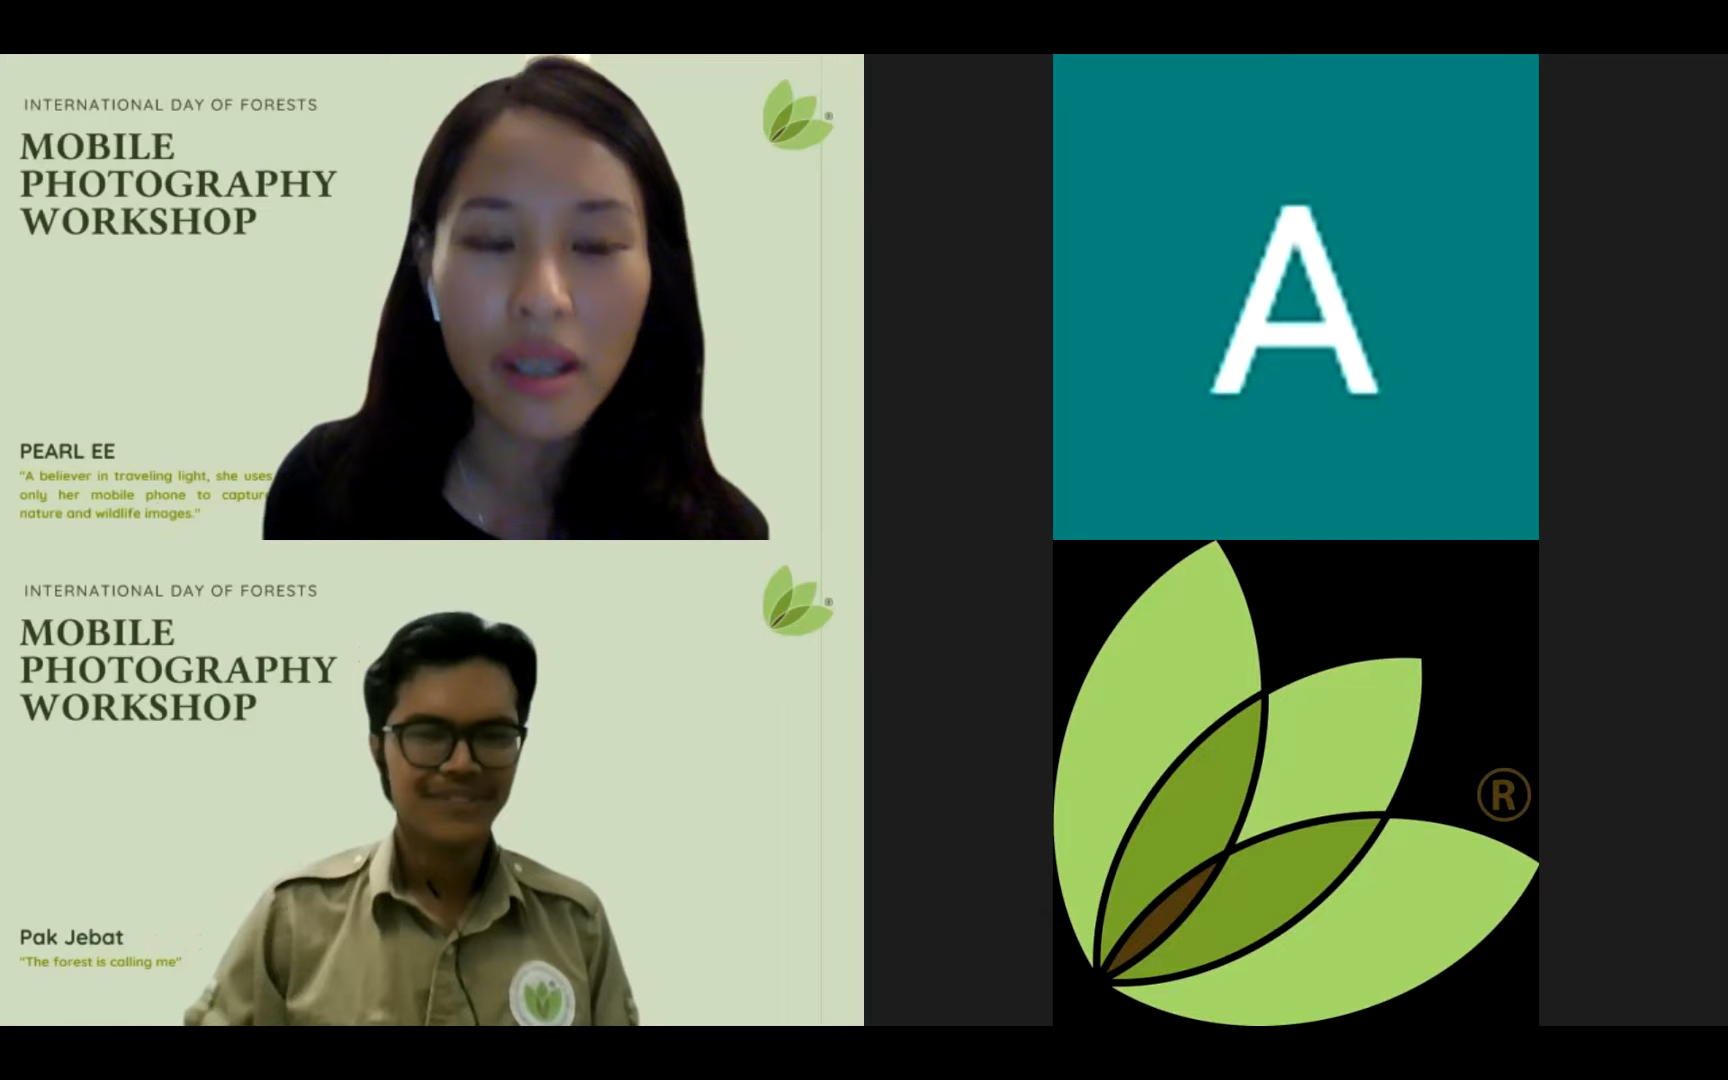 INTERNATIONAL DAY OF FORESTS
MOBILE
PHOTOGRAPHY
WORKSHOP
®
PEARL EE
"A believer in traveling light, she uses
only her mobile phone to capture
nature and wildlife images."
A
INTERNATIONAL DAY OF FORESTS
MOBILE
PHOTOGRAPHY
WORKSHOP
®
Pak Jebat
"The forest is calling me"
®